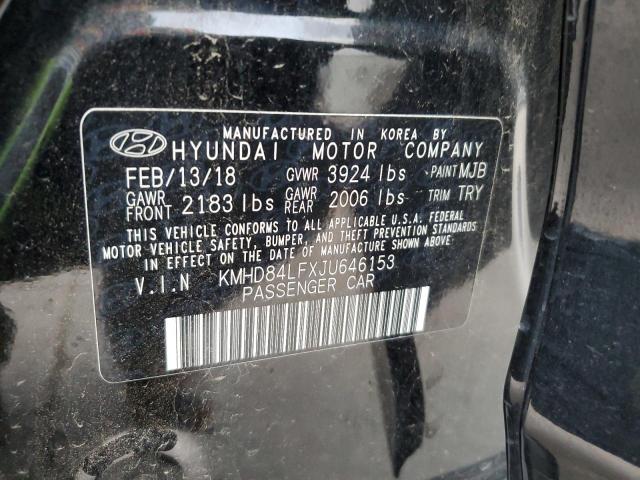 MANUFACTURED IN KOREA BY
HYUNDAI MOTOR COMPANY
FEB/13/18 GVWR 3924 lbs PAINT MJB
GAWR FRONT 2183 lbs GAWR REAR 2006 lbs TRIM TRY
THIS VEHICLE CONFORMS TO ALL APPLICABLE U.S.A. FEDERAL
MOTOR VEHICLE SAFETY, BUMPER, AND THEFT PREVENTION STANDARDS
IN EFFECT ON THE DATE OF MANUFACTURE SHOWN ABOVE.
V.I.N KMHD84LFXJU646153
PASSENGER CAR